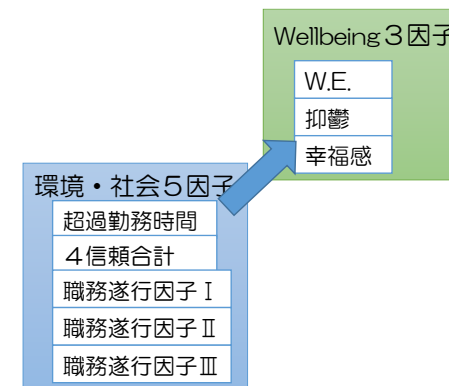 Wellbeing３因子
W.E.
抑鬱
幸福感
環境・社会５因子
超過勤務時間
４信頼合計
職務遂行因子Ⅰ
職務遂行因子Ⅱ
職務遂行因子Ⅲ